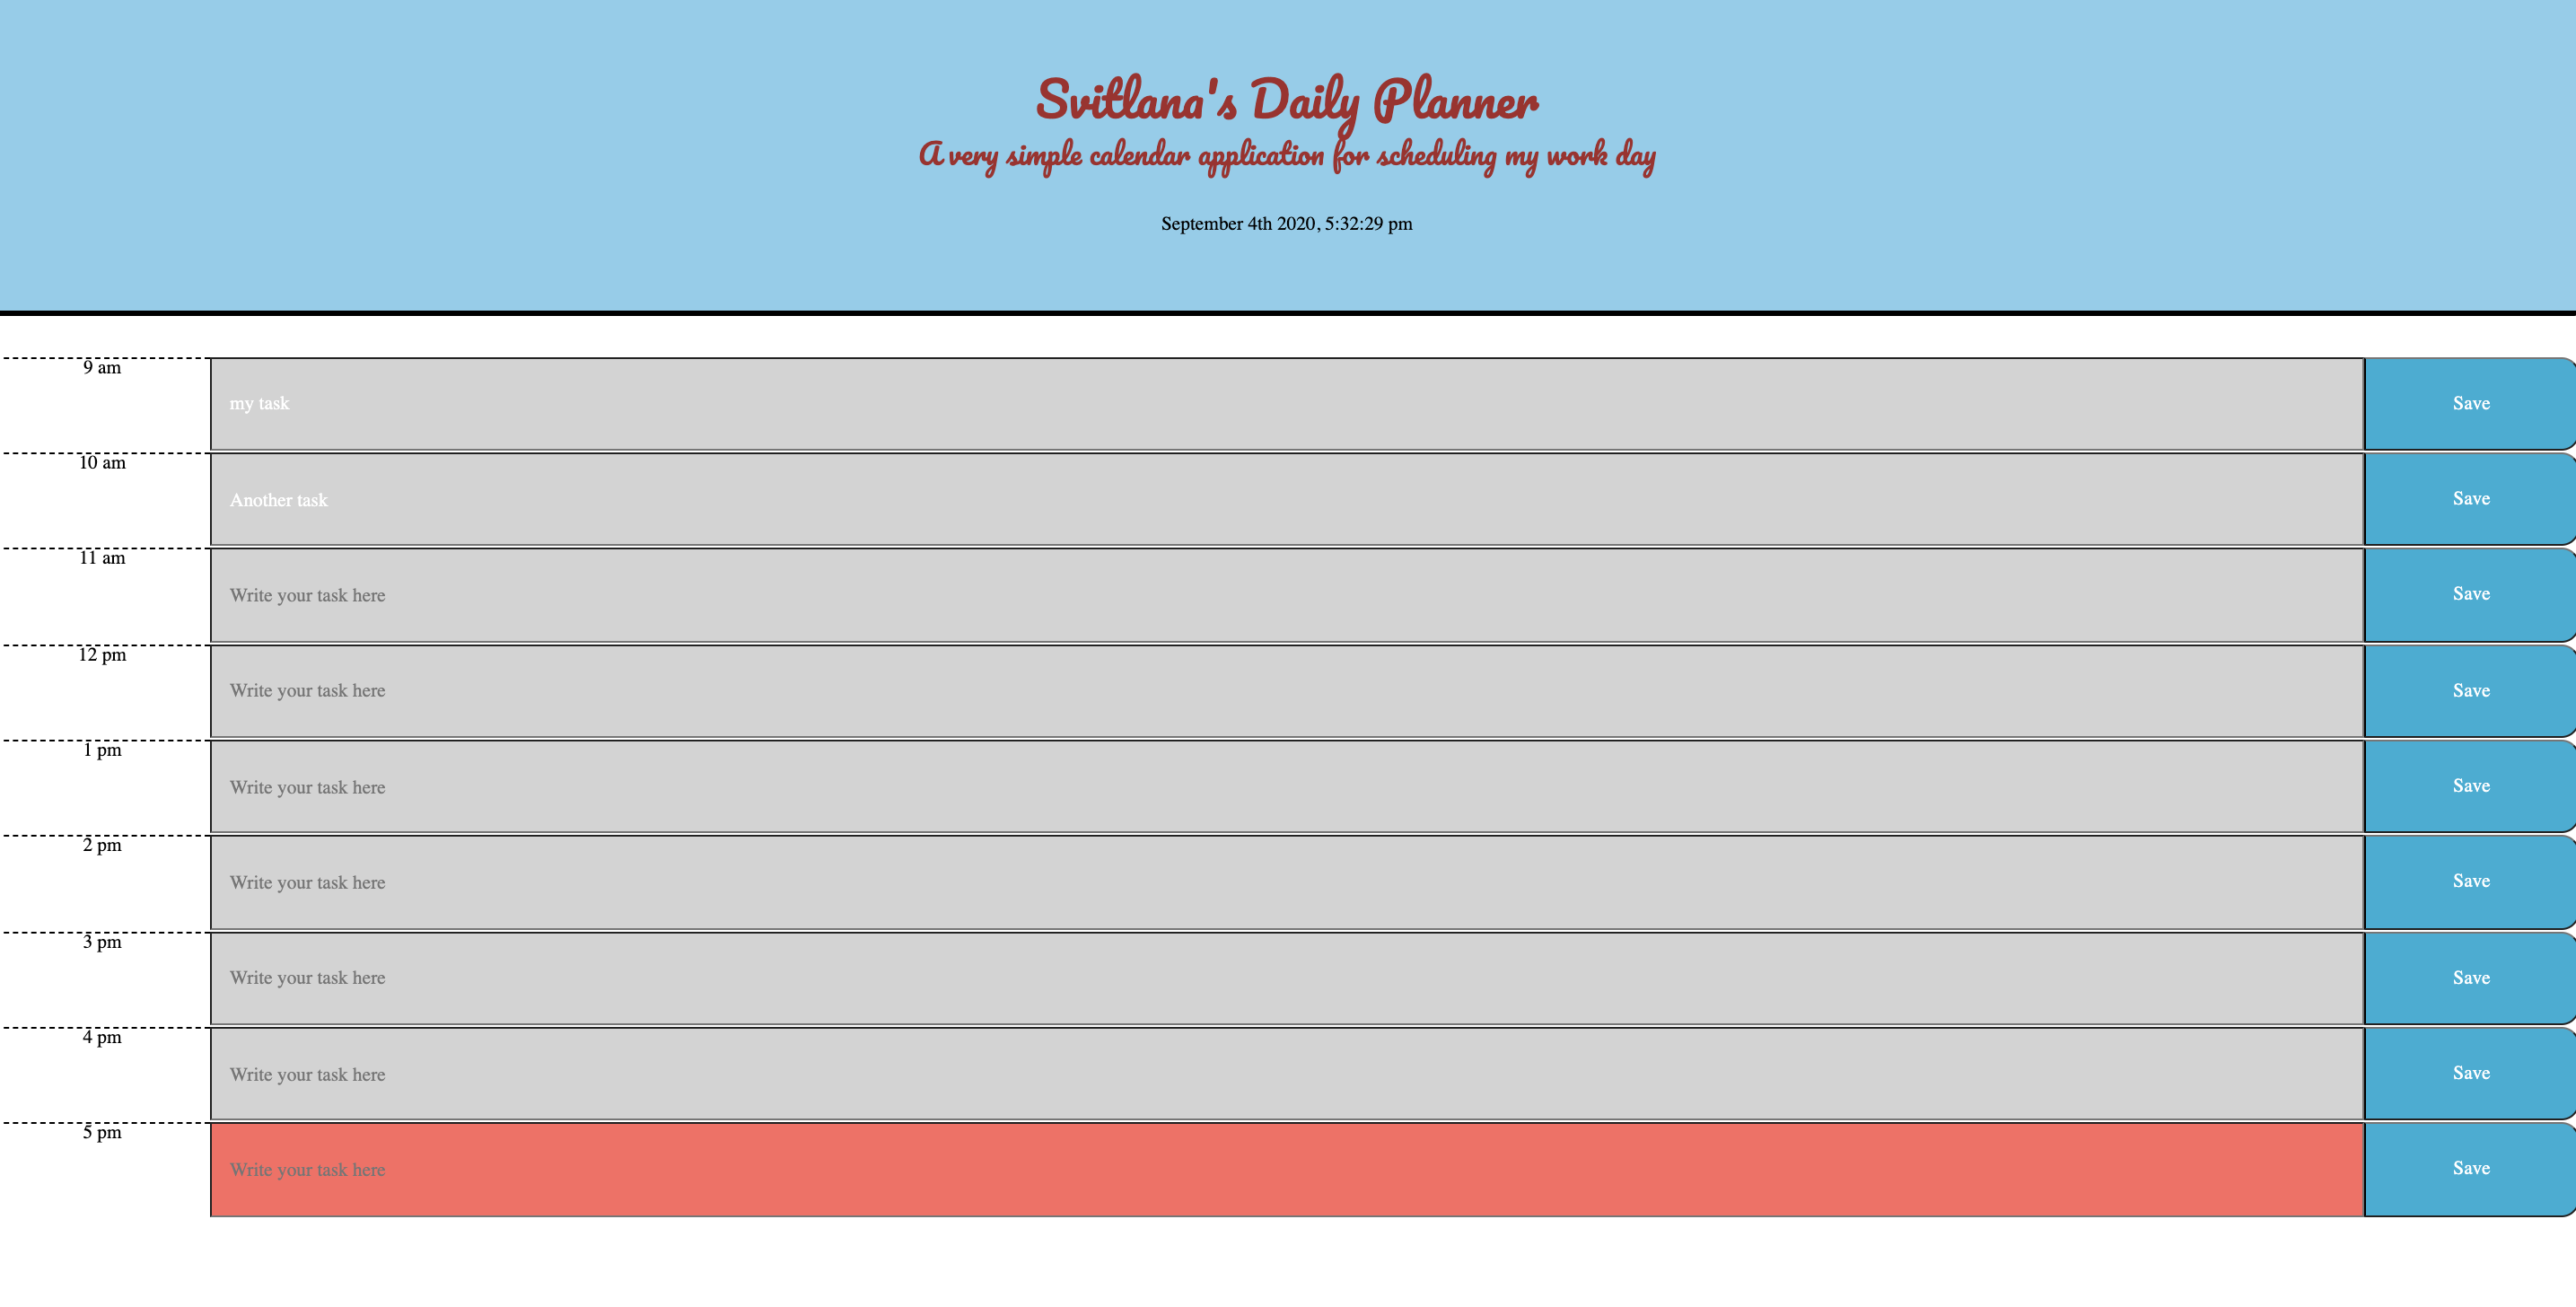 Svitlana's Daily Planner
A very simple calendar application for scheduling my work day
September 4th 2020, 5:32:29 pm
9 am
my task
Save
10 am
Another task
Save
11 am
Write your task here
Save
12 pm
Write your task here
Save
1 pm
Write your task here
Save
2 pm
Write your task here
Save
3 pm
Write your task here
Save
4 pm
Write your task here
Save
5 pm
Write your task here
Save